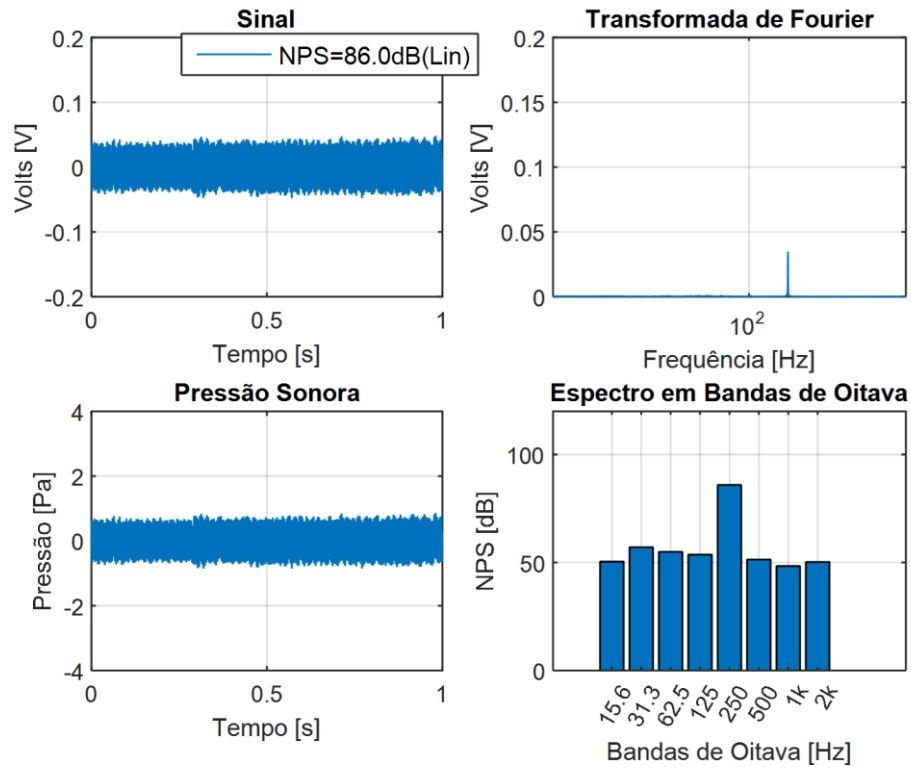 Sinal
NPS=86.0dB(Lin)
0.2
0.1
0
-0.1
-0.2
Volts [V]
0
0.5
1
Tempo [s]
Transformada de Fourier
0.2
0.15
0.1
0.05
0
Volts [V]
10²
Frequência [Hz]
Pressão Sonora
4
2
0
-2
-4
Pressão [Pa]
0
0.5
1
Tempo [s]
Espectro em Bandas de Oitava
100
50
0
NPS [dB]
15.6
31.3
62.5
125
250
500
1k
2k
Bandas de Oitava [Hz]